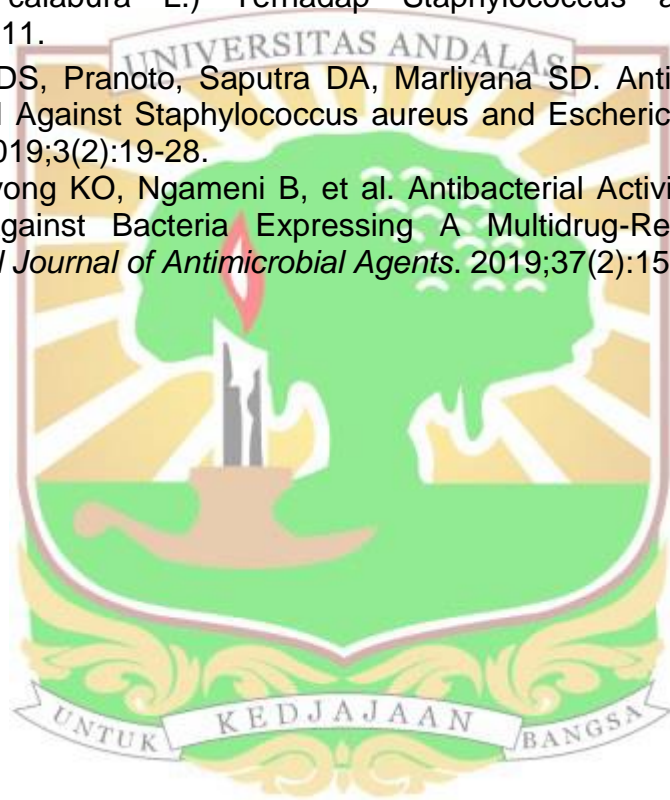 calabura L.) Terhadap Staphylococcus a
11.
UNIVERSITAS ANDALAS
DS, Pranoto, Saputra DA, Marliyana SD. Anti
Against Staphylococcus aureus and Escheric
019;3(2):19-28.
yong KO, Ngameni B, et al. Antibacterial Activi
gainst Bacteria Expressing A Multidrug-Re
l Journal of Antimicrobial Agents. 2019;37(2):15
UNTUK KEDJAJAAN BANGSA